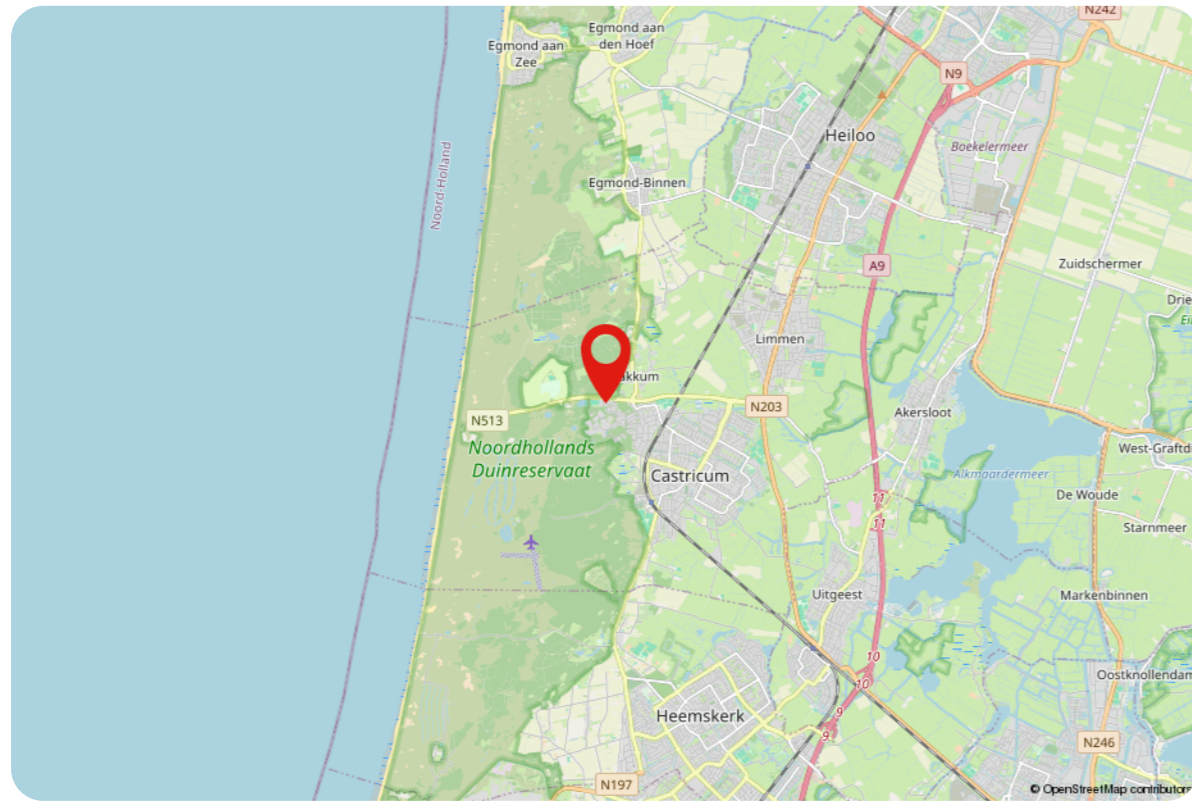 N242
Egmond aan
den Hoef
Egmond aan
Zee
N9
Heiloo
Boekelermeer
Noord-Holland
Egmond-Binnen
A9
Zuidschermer
Limmen
akkum
N203
Akersloot
N513
Noordhollands
Duinreservaat
Castricum
Alkmaardermeer
West-Graftd
De Woude
11
11
Starnmeer
Uitgeest
Markenbinnen
10
10
Oostknollendam
9
9
Heemskerk
N246
N197
© OpenStreetMap contributors